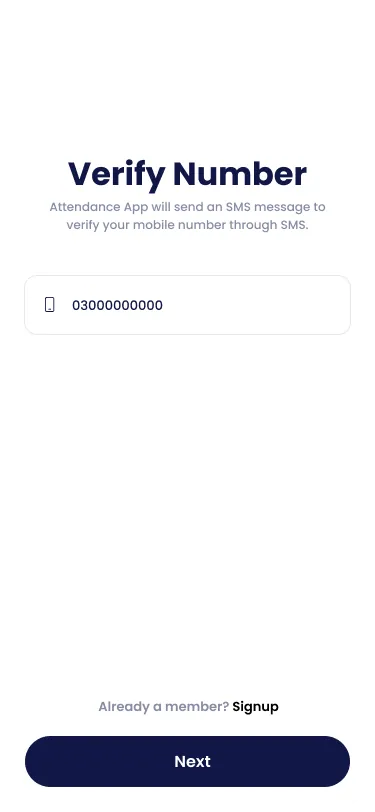 Verify Number
Attendance App will send an SMS message to
verify your mobile number through SMS.
03000000000
Already a member? Signup
Next